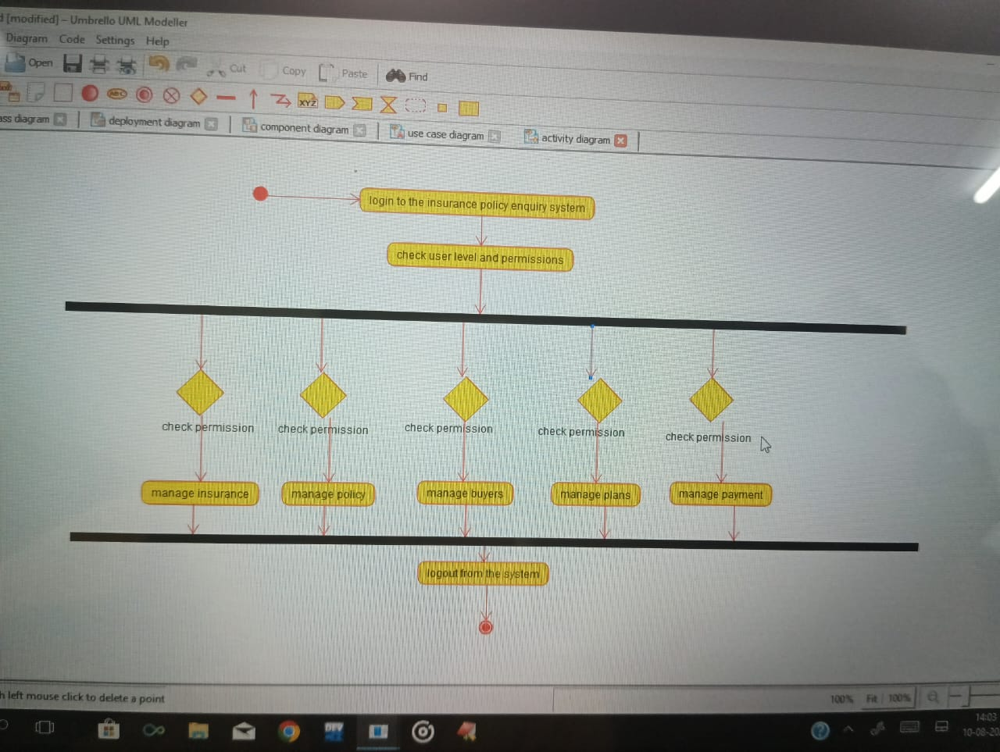 [modified] – Umbrello UML Modeller
Diagram Code Settings Help
Open Cut Copy Paste Find
ABC XYZ
ass diagram deployment diagram component diagram use case diagram activity diagram
login to the insurance policy enquiry system
check user level and permissions
check permission check permission check permission check permission check permission
manage insurance manage policy manage buyers manage plans manage payment
logout from the system
h left mouse click to delete a point
100% Fit 100%
DEV
14:03
10-08-20